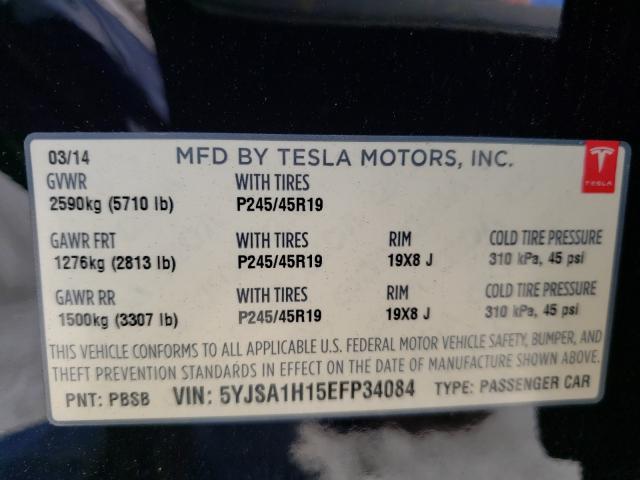 03/14 MFD BY TESLA MOTORS, INC.
TESLA
GVWR WITH TIRES
2590kg (5710 lb) P245/45R19
GAWR FRT WITH TIRES RIM COLD TIRE PRESSURE
1276kg (2813 lb) P245/45R19 19X8 J 310 kPa, 45 psi
GAWR RR WITH TIRES RIM COLD TIRE PRESSURE
1500kg (3307 lb) P245/45R19 19X8 J 310 kPa, 45 psi
THIS VEHICLE CONFORMS TO ALL APPLICABLE U.S. FEDERAL MOTOR VEHICLE SAFETY, BUMPER, AND
THEFT PREVENTION STANDARDS IN EFFECT ON THE DATE OF MANUFACTURE SHOWN ABOVE.
PNT: PBSB VIN: 5YJSA1H15EFP34084 TYPE: PASSENGER CAR